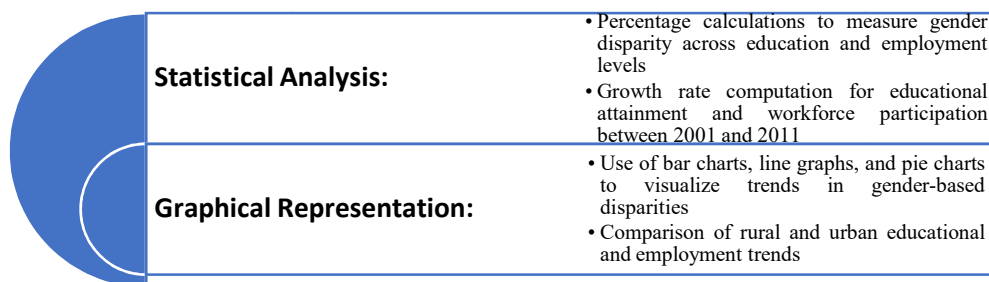 Statistical Analysis:
• Percentage calculations to measure gender
disparity across education and employment
levels
• Growth rate computation for educational
attainment and workforce participation
between 2001 and 2011
Graphical Representation:
• Use of bar charts, line graphs, and pie charts
to visualize trends in gender-based
disparities
• Comparison of rural and urban educational
and employment trends